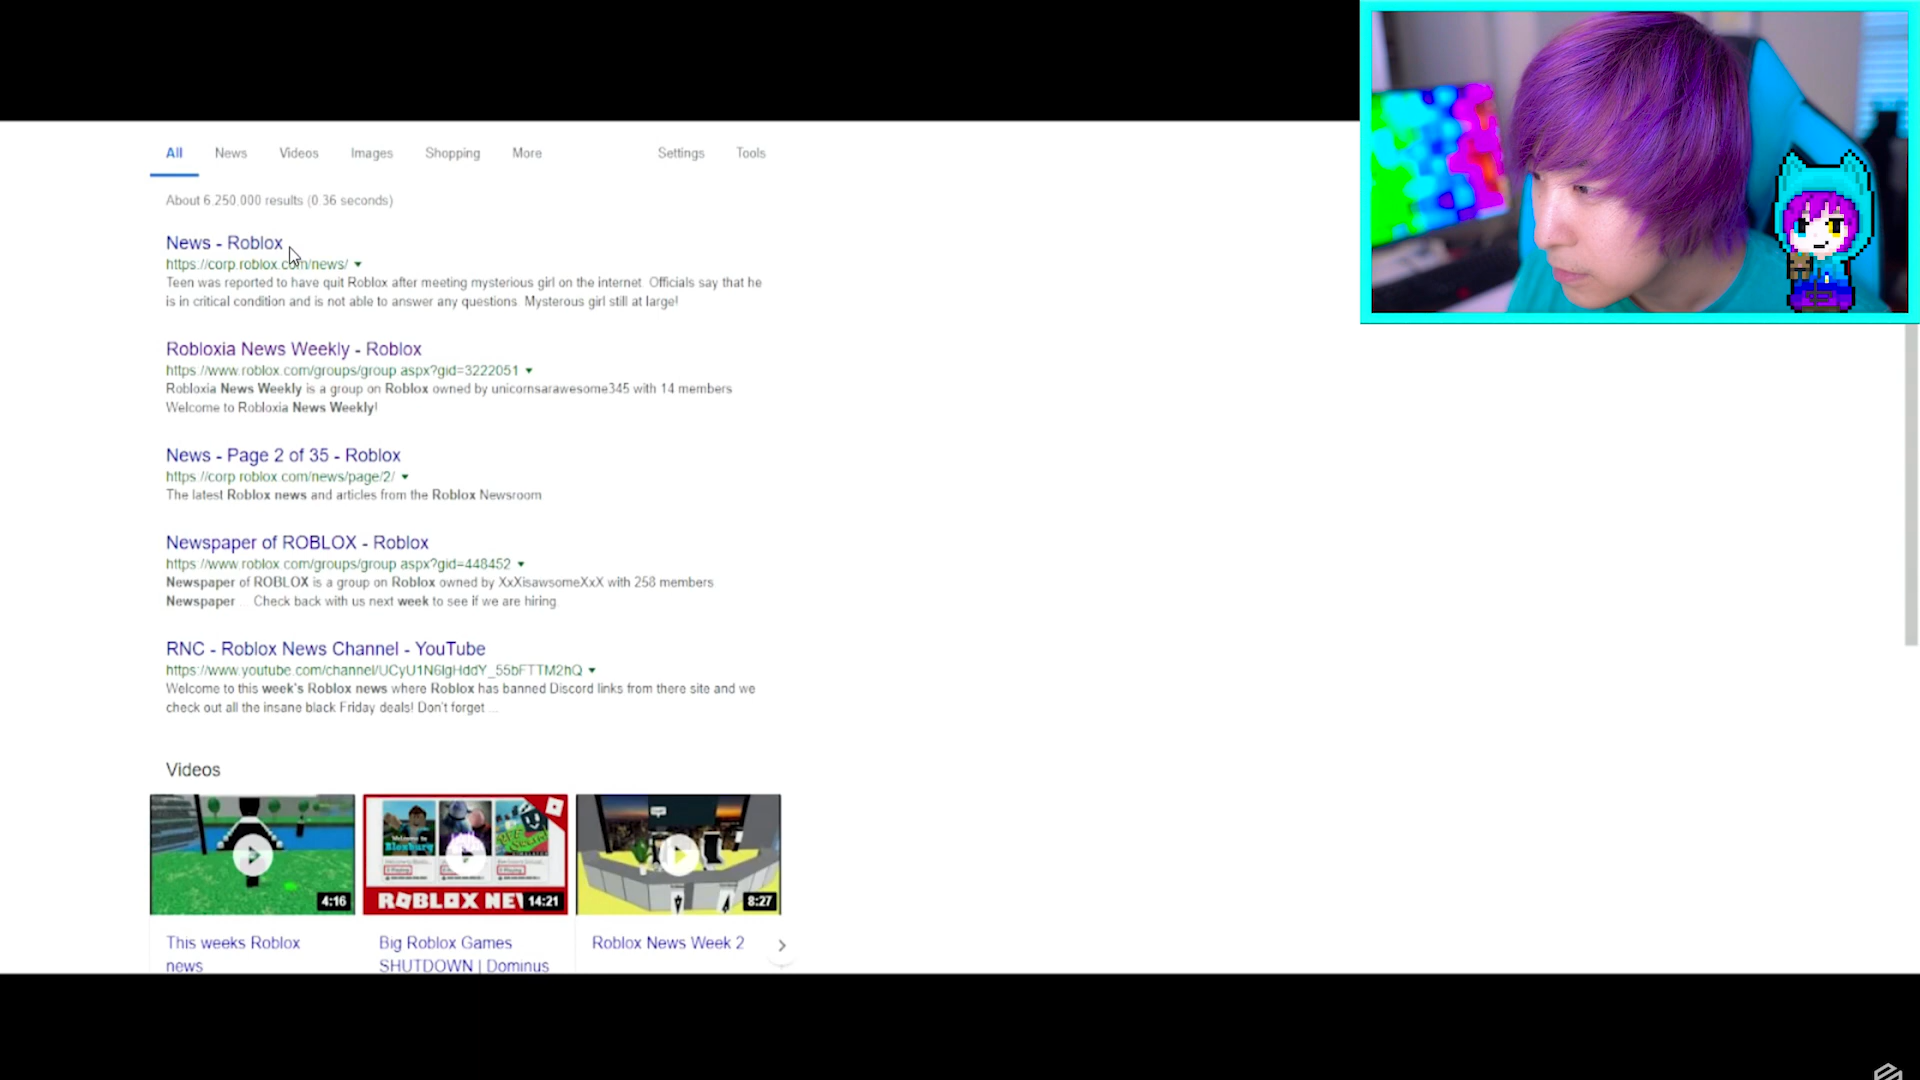 All News Videos Images Shopping More Settings Tools
About 6,250,000 results (0.36 seconds)
News - Roblox
https://corp.roblox.com/news/
Teen was reported to have quit Roblox after meeting mysterious girl on the internet. Officials say that he
is in critical condition and is not able to answer any questions. Mysterous girl still at large!
Robloxia News Weekly - Roblox
https://www.roblox.com/groups/group.aspx?gid=3222051
Robloxia News Weekly is a group on Roblox owned by unicornsarawesome345 with 14 members
Welcome to Robloxia News Weekly!
News - Page 2 of 35 - Roblox
https://corp.roblox.com/news/page/2/
The latest Roblox news and articles from the Roblox Newsroom
Newspaper of ROBLOX - Roblox
https://www.roblox.com/groups/group.aspx?gid=448452
Newspaper of ROBLOX is a group on Roblox owned by XxXisawsomeXxX with 258 members
Newspaper ... Check back with us next week to see if we are hiring
RNC - Roblox News Channel - YouTube
https://www.youtube.com/channel/UCyU1N6lgHddY_55bFTTM2hQ
Welcome to this week's Roblox news where Roblox has banned Discord links from there site and we
check out all the insane black Friday deals! Don't forget ...
Videos
Welcome to
Bloxburg
ROBLOX NEW
4:16 14:21 8:27
This weeks Roblox
news
Big Roblox Games
SHUTDOWN | Dominus
Roblox News Week 2